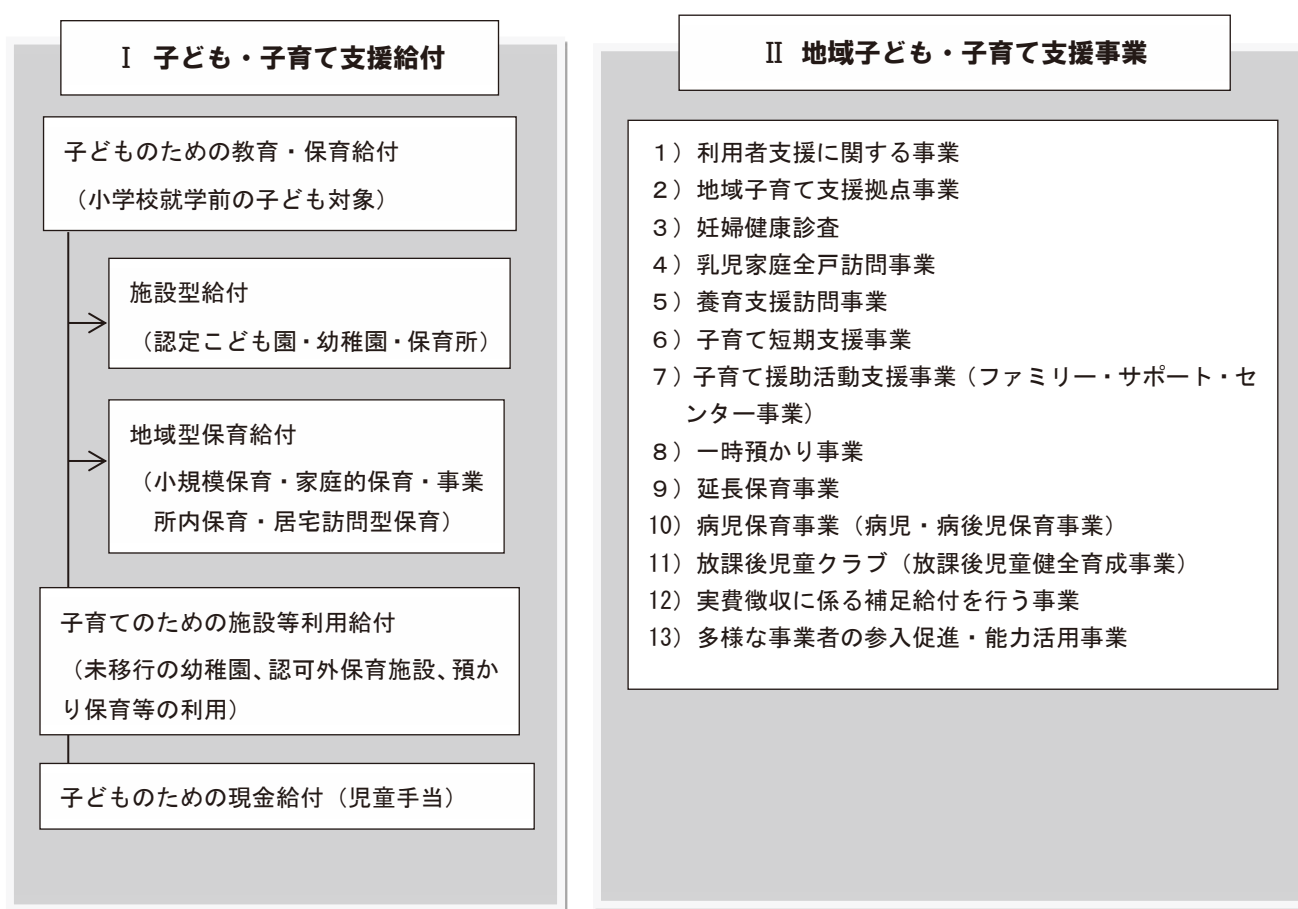 Ⅰ 子ども・子育て支援給付
子どものための教育・保育給付
（小学校就学前の子ども対象）
施設型給付
（認定こども園・幼稚園・保育所）
地域型保育給付
（小規模保育・家庭的保育・事業
所内保育・居宅訪問型保育）
子育てのための施設等利用給付
（未移行の幼稚園、認可外保育施設、預か
り保育等の利用）
子どものための現金給付（児童手当）
Ⅱ 地域子ども・子育て支援事業
１）利用者支援に関する事業
２）地域子育て支援拠点事業
３）妊婦健康診査
４）乳児家庭全戸訪問事業
５）養育支援訪問事業
６）子育て短期支援事業
７）子育て援助活動支援事業（ファミリー・サポート・セ
ンター事業）
８）一時預かり事業
９）延長保育事業
10）病児保育事業（病児・病後児保育事業）
11）放課後児童クラブ（放課後児童健全育成事業）
12）実費徴収に係る補足給付を行う事業
13）多様な事業者の参入促進・能力活用事業